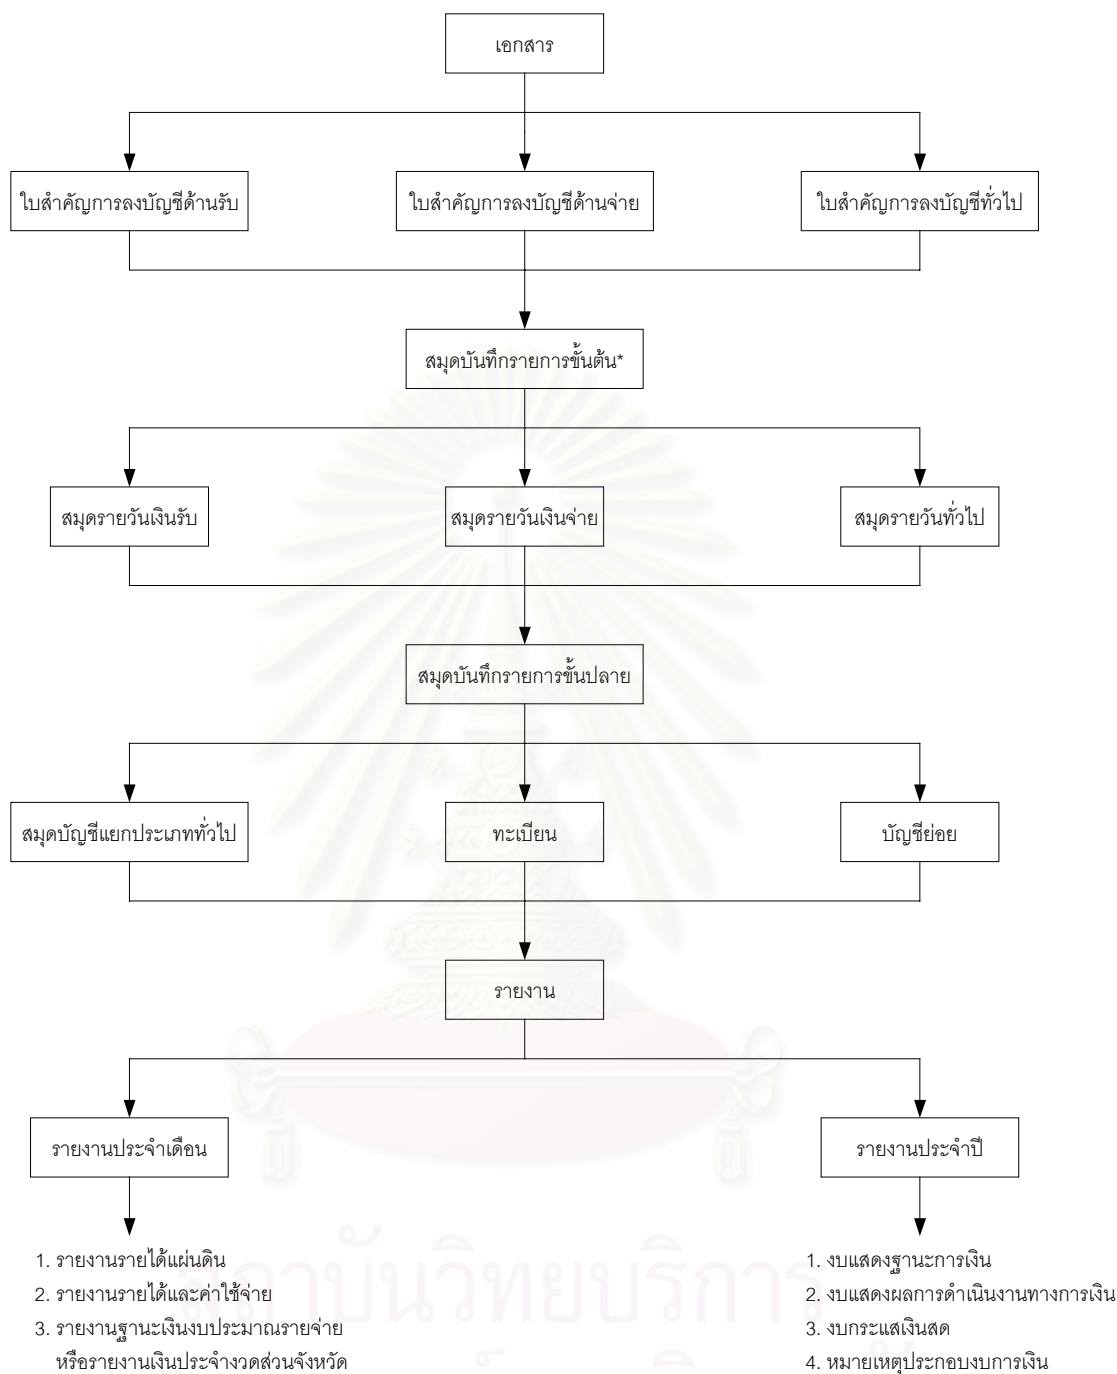 เอกสาร
ใบสำคัญการลงบัญชีด้านรับ
ใบสำคัญการลงบัญชีด้านจ่าย
ใบสำคัญการลงบัญชีทั่วไป
สมุดบันทึกรายการขั้นต้น*
สมุดรายวันเงินรับ
สมุดรายวันเงินจ่าย
สมุดรายวันทั่วไป
สมุดบันทึกรายการขั้นปลาย
สมุดบัญชีแยกประเภททั่วไป
ทะเบียน
บัญชีย่อย
รายงาน
รายงานประจำเดือน
รายงานประจำปี
1. รายงานรายได้แผ่นดิน
2. รายงานรายได้และค่าใช้จ่าย
3. รายงานฐานะเงินงบประมาณรายจ่าย
หรือรายงานเงินประจำงวดส่วนจังหวัด
1. งบแสดงฐานะการเงิน
2. งบแสดงผลการดำเนินงานทางการเงิน
3. งบกระแสเงินสด
4. หมายเหตุประกอบงบการเงิน
สถาบันวิทยบริการ